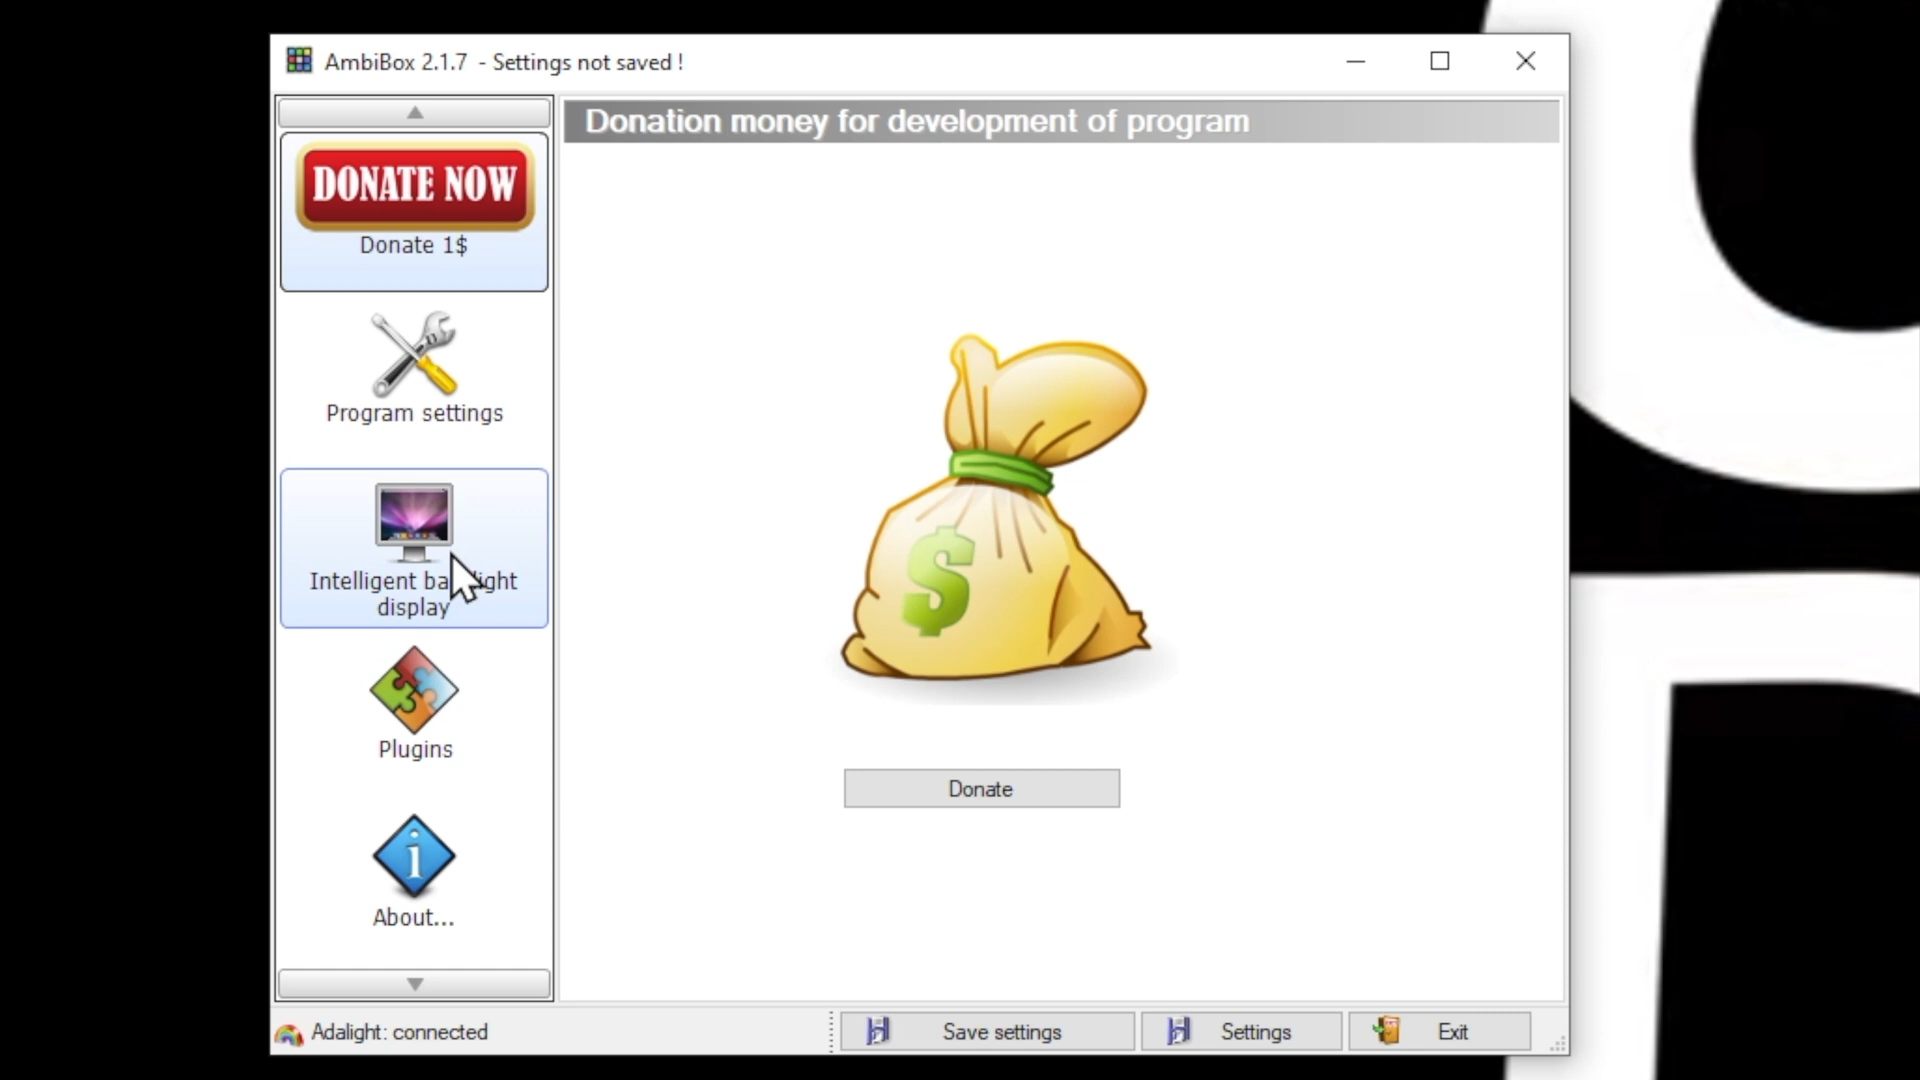 AmbiBox 2.1.7 - Settings not saved !
Donation money for development of program
DONATE NOW
Donate 1$
Program settings
Intelligent ba ight
display
Plugins
About...
$
Donate
Adalight: connected
Save settings
Settings
Exit